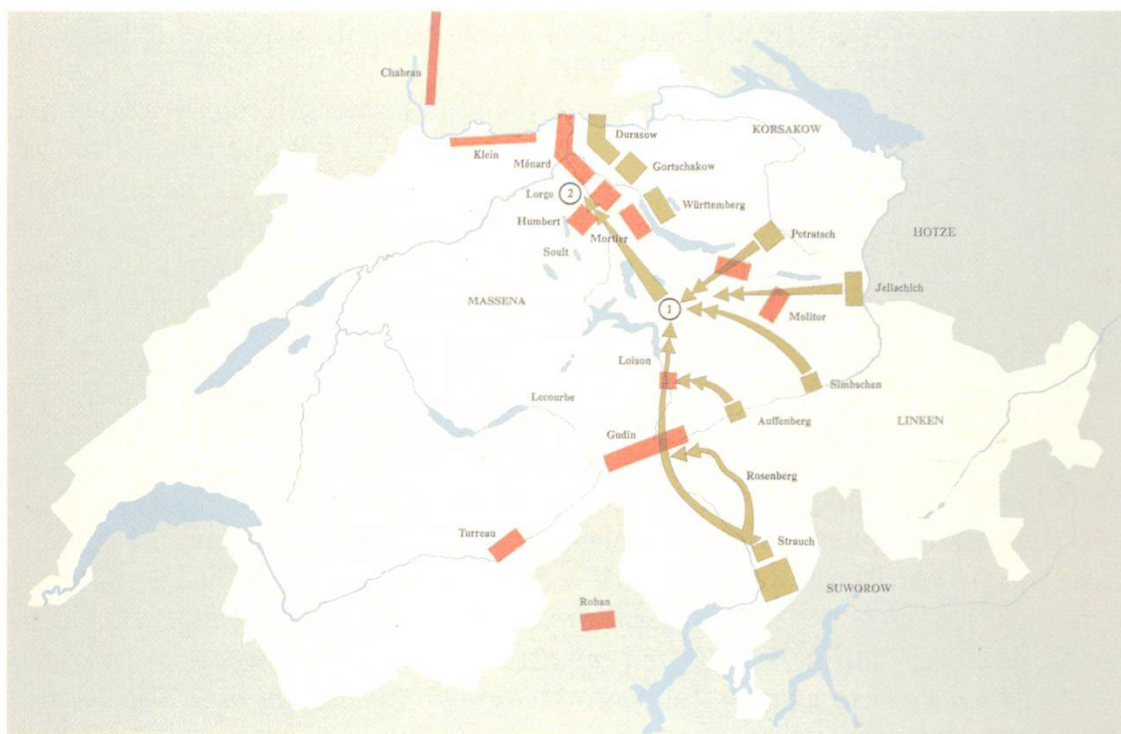 Chabran
KORSAKOW
Durasow
Klein
Ménard
Gortschakow
Lorge
2
Württemberg
Humbert
Mortier
Petratsch
HOTZE
Soult
Jellachich
MASSENA
1
Molitor
Loison
Simbschen
Lecourbe
Auffenberg
LINKEN
Gudin
Rosenberg
Turreau
Strauch
SUWOROW
Rohan